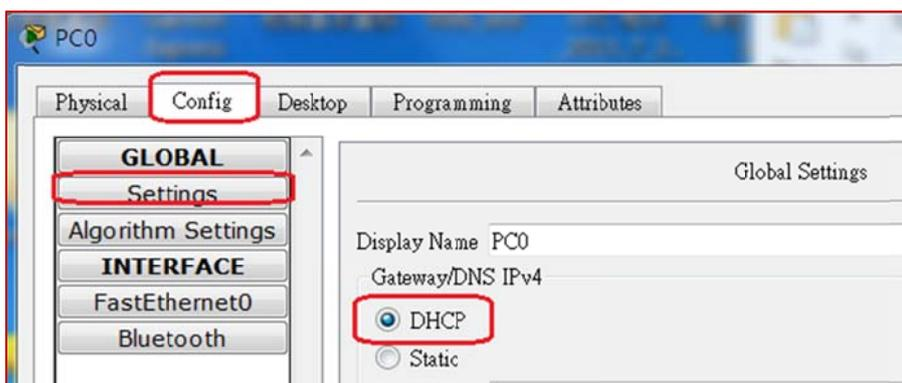 PC0
Physical Config Desktop Programming Attributes
GLOBAL
Settings
Algorithm Settings
INTERFACE
FastEthernet0
Bluetooth
Global Settings
Display Name PC0
Gateway/DNS IPv4
DHCP
Static